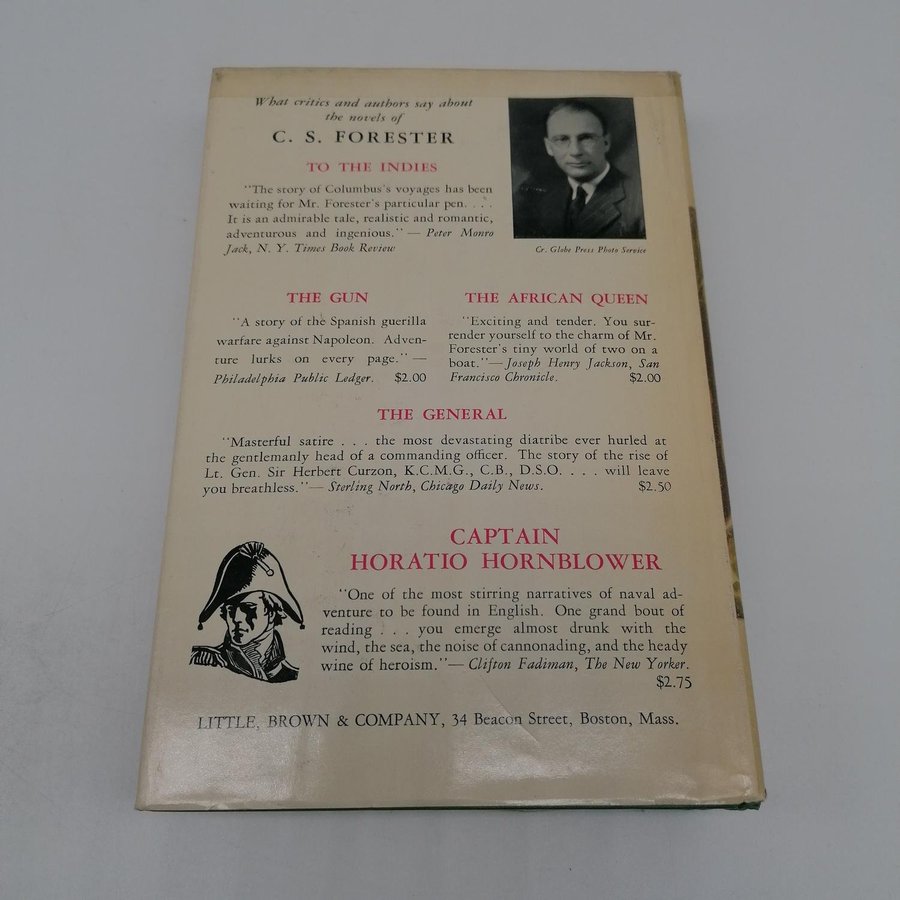 What critics and authors say about
the novels of
C. S. FORESTER
TO THE INDIES
"The story of Columbus's voyages has been
waiting for Mr. Forester's particular pen. . . .
It is an admirable tale, realistic and romantic,
adventurous and ingenious." — Peter Monro
Jack, N. Y. Times Book Review
Cr. Globe Press Photo Service
THE GUN
"A story of the Spanish guerilla
warfare against Napoleon. Adven-
ture lurks on every page." —
Philadelphia Public Ledger. $2.00
THE AFRICAN QUEEN
"Exciting and tender. You sur-
render yourself to the charm of Mr.
Forester's tiny world of two on a
boat." — Joseph Henry Jackson, San
Francisco Chronicle. $2.00
THE GENERAL
"Masterful satire . . . the most devastating diatribe ever hurled at
the gentlemanly head of a commanding officer. The story of the rise of
Lt. Gen. Sir Herbert Curzon, K.C.M.G., C.B., D.S.O. . . . will leave
you breathless." — Sterling North, Chicago Daily News. $2.50
CAPTAIN
HORATIO HORNBLOWER
"One of the most stirring narratives of naval ad-
venture to be found in English. One grand bout of
reading . . . you emerge almost drunk with the
wind, the sea, the noise of cannonading, and the heady
wine of heroism." — Clifton Fadiman, The New Yorker.
$2.75
LITTLE, BROWN & COMPANY, 34 Beacon Street, Boston, Mass.